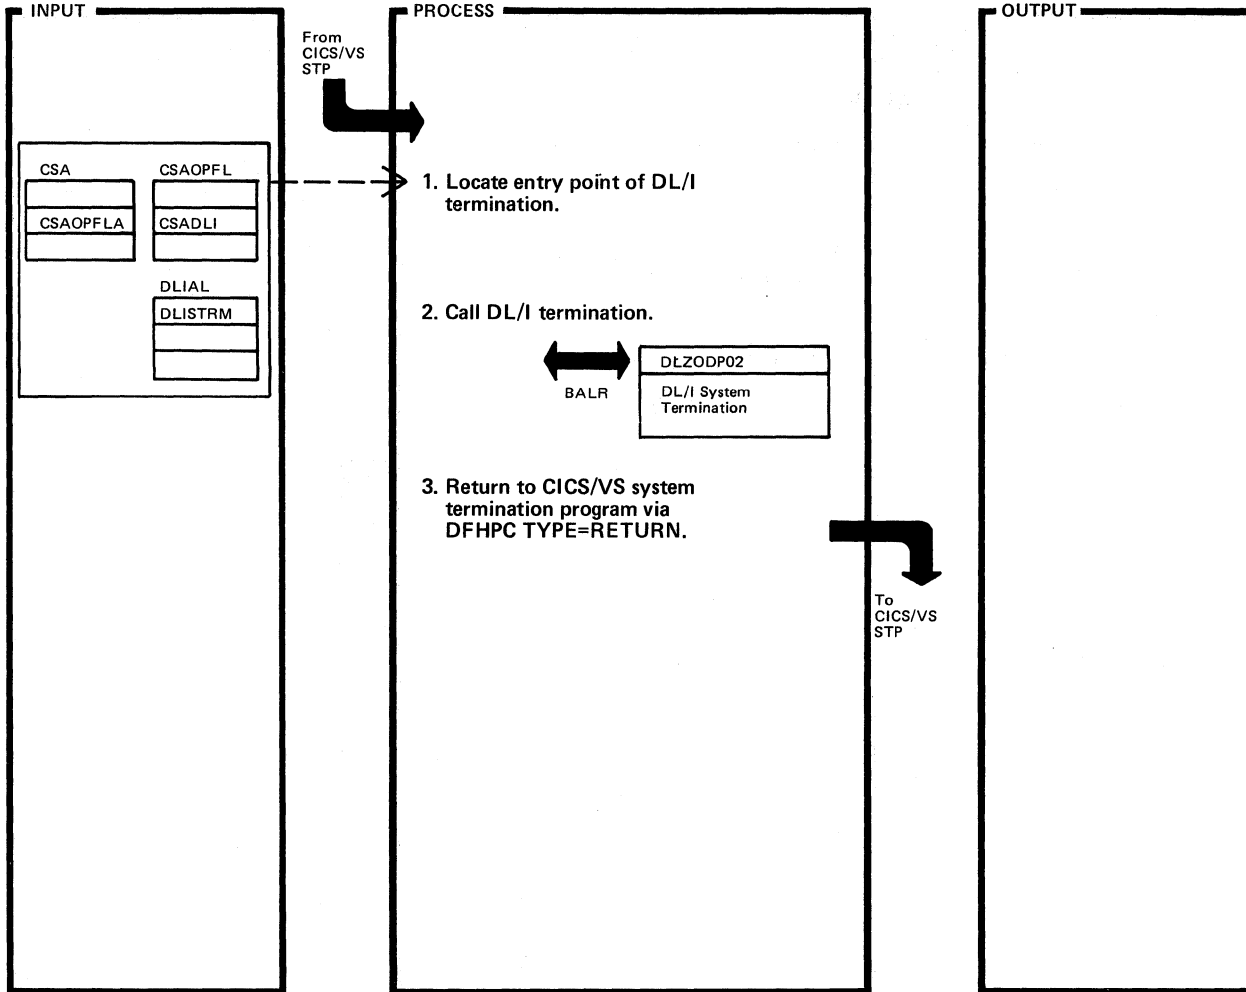 INPUT
PROCESS
OUTPUT
From
CICS/VS
STP
CSA
CSAOPFL
CSAOPFLA
CSADLI
DLIAL
DLISTRM
1. Locate entry point of DL/I
termination.
2. Call DL/I termination.
BALR
DLZODP02
DL/I System
Termination
3. Return to CICS/VS system
termination program via
DFHPC TYPE=RETURN.
To
CICS/VS
STP